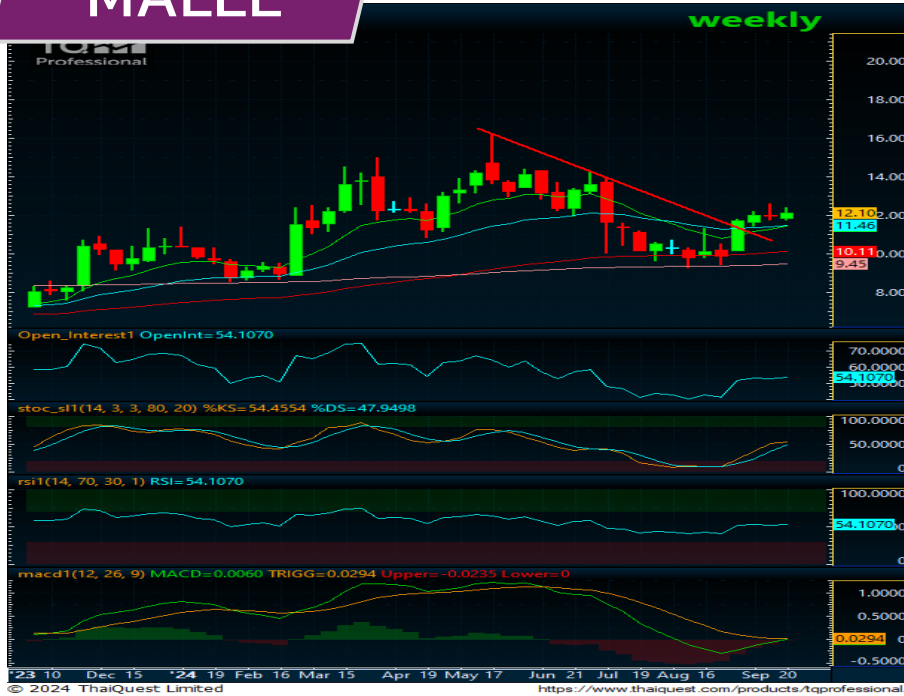 MALEE
weekly
Professional
20.00
18.00
16.00
14.00
12.10
11.46
10.11
9.45
8.00
Open_Interest1 OpenInt=54.1070
70.0000
60.0000
54.1070
stoc_sl1(14, 3, 3, 80, 20) %KS=54.4554 %DS=47.9498
100.0000
50.0000
0
rsi1(14, 70, 30, 1) RSI=54.1070
100.0000
54.1070
0
macd1(12, 26, 9) MACD=0.0060 TRIGG=0.0294 Upper=-0.0235 Lower=0
1.0000
0.5000
0.0294 0
-0.5000
'23 10 Dec 15 '24 19 Feb 16 Mar 15 Apr 19 May 17 Jun 21 Jul 19 Aug 16 Sep 20
© 2024 ThaiQuest Limited https://www.thaiquest.com/products/tqprofessional